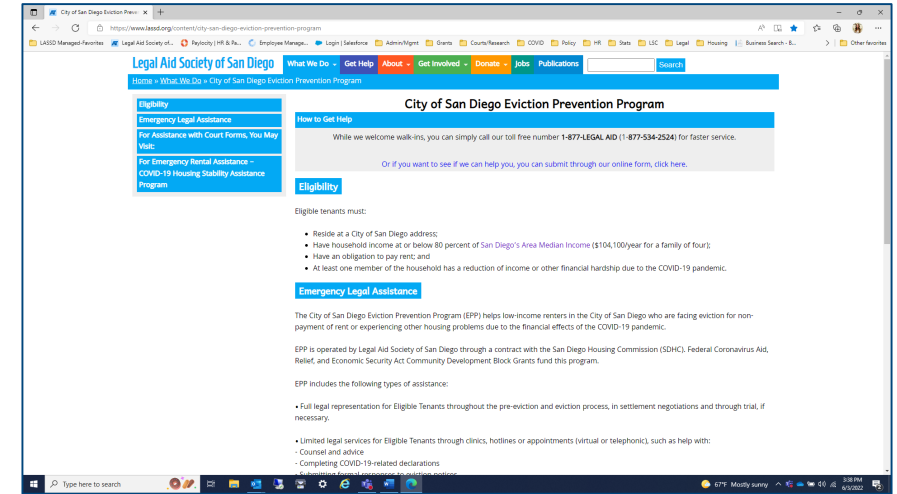 City of San Diego Eviction Preve
https://www.lassd.org/content/city-san-diego-eviction-prevention-program
LASSD Managed-Favorites
Legal Aid Society of...
Paylocity | HR & Pa...
Employee Manage...
Login | Salesforce
Admin/Mgmt
Grants
Courts/Research
COVID
Policy
HR
Stats
LSC
Legal
Housing
Business Search - B...
Other favorites
Legal Aid Society of San Diego
What We Do
Get Help
About
Get Involved
Donate
Jobs
Publications
Search
Home » What We Do » City of San Diego Eviction Prevention Program
Eligibility
Emergency Legal Assistance
For Assistance with Court Forms, You May
Visit:
For Emergency Rental Assistance –
COVID-19 Housing Stability Assistance
Program
City of San Diego Eviction Prevention Program
How to Get Help
While we welcome walk-ins, you can simply call our toll free number 1-877-LEGAL AID (1-877-534-2524) for faster service.
Or if you want to see if we can help you, you can submit through our online form, click here.
Eligibility
Eligible tenants must:
• Reside at a City of San Diego address;
• Have household income at or below 80 percent of San Diego's Area Median Income ($104,100/year for a family of four);
• Have an obligation to pay rent; and
• At least one member of the household has a reduction of income or other financial hardship due to the COVID-19 pandemic.
Emergency Legal Assistance
The City of San Diego Eviction Prevention Program (EPP) helps low-income renters in the City of San Diego who are facing eviction for non-
payment of rent or experiencing other housing problems due to the financial effects of the COVID-19 pandemic.
EPP is operated by Legal Aid Society of San Diego through a contract with the San Diego Housing Commission (SDHC). Federal Coronavirus Aid,
Relief, and Economic Security Act Community Development Block Grants fund this program.
EPP includes the following types of assistance:
• Full legal representation for Eligible Tenants throughout the pre-eviction and eviction process, in settlement negotiations and through trial, if
necessary.
• Limited legal services for Eligible Tenants through clinics, hotlines or appointments (virtual or telephonic), such as help with:
- Counsel and advice
- Completing COVID-19-related declarations
- Submitting formal responses to eviction notices
Type here to search
67°F Mostly sunny
3:38 PM
6/3/2022